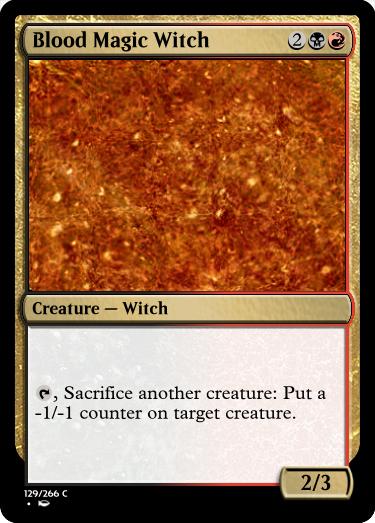 Blood Magic Witch 2
Creature — Witch
, Sacrifice another creature: Put a
-1/-1 counter on target creature.
2/3
129/266 C